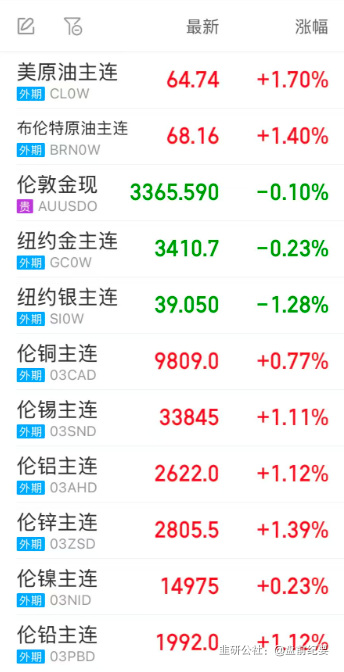 最新 涨幅
美原油主连 64.74 +1.70%
外期 CL0W
布伦特原油主连 68.16 +1.40%
外期 BRN0W
伦敦金现 3365.590 -0.10%
贵 AUUSDO
纽约金主连 3410.7 -0.23%
外期 GC0W
纽约银主连 39.050 -1.28%
外期 SI0W
伦铜主连 9809.0 +0.77%
外期 03CAD
伦锡主连 33845 +1.11%
外期 03SND
伦铝主连 2622.0 +1.12%
外期 03AHD
伦锌主连 2805.5 +1.39%
外期 03ZSD
伦镍主连 14975 +0.23%
外期 03NID
伦铅主连 1992.0 +1.12%
外期 03PBD
韭研公社：@盘前纪要